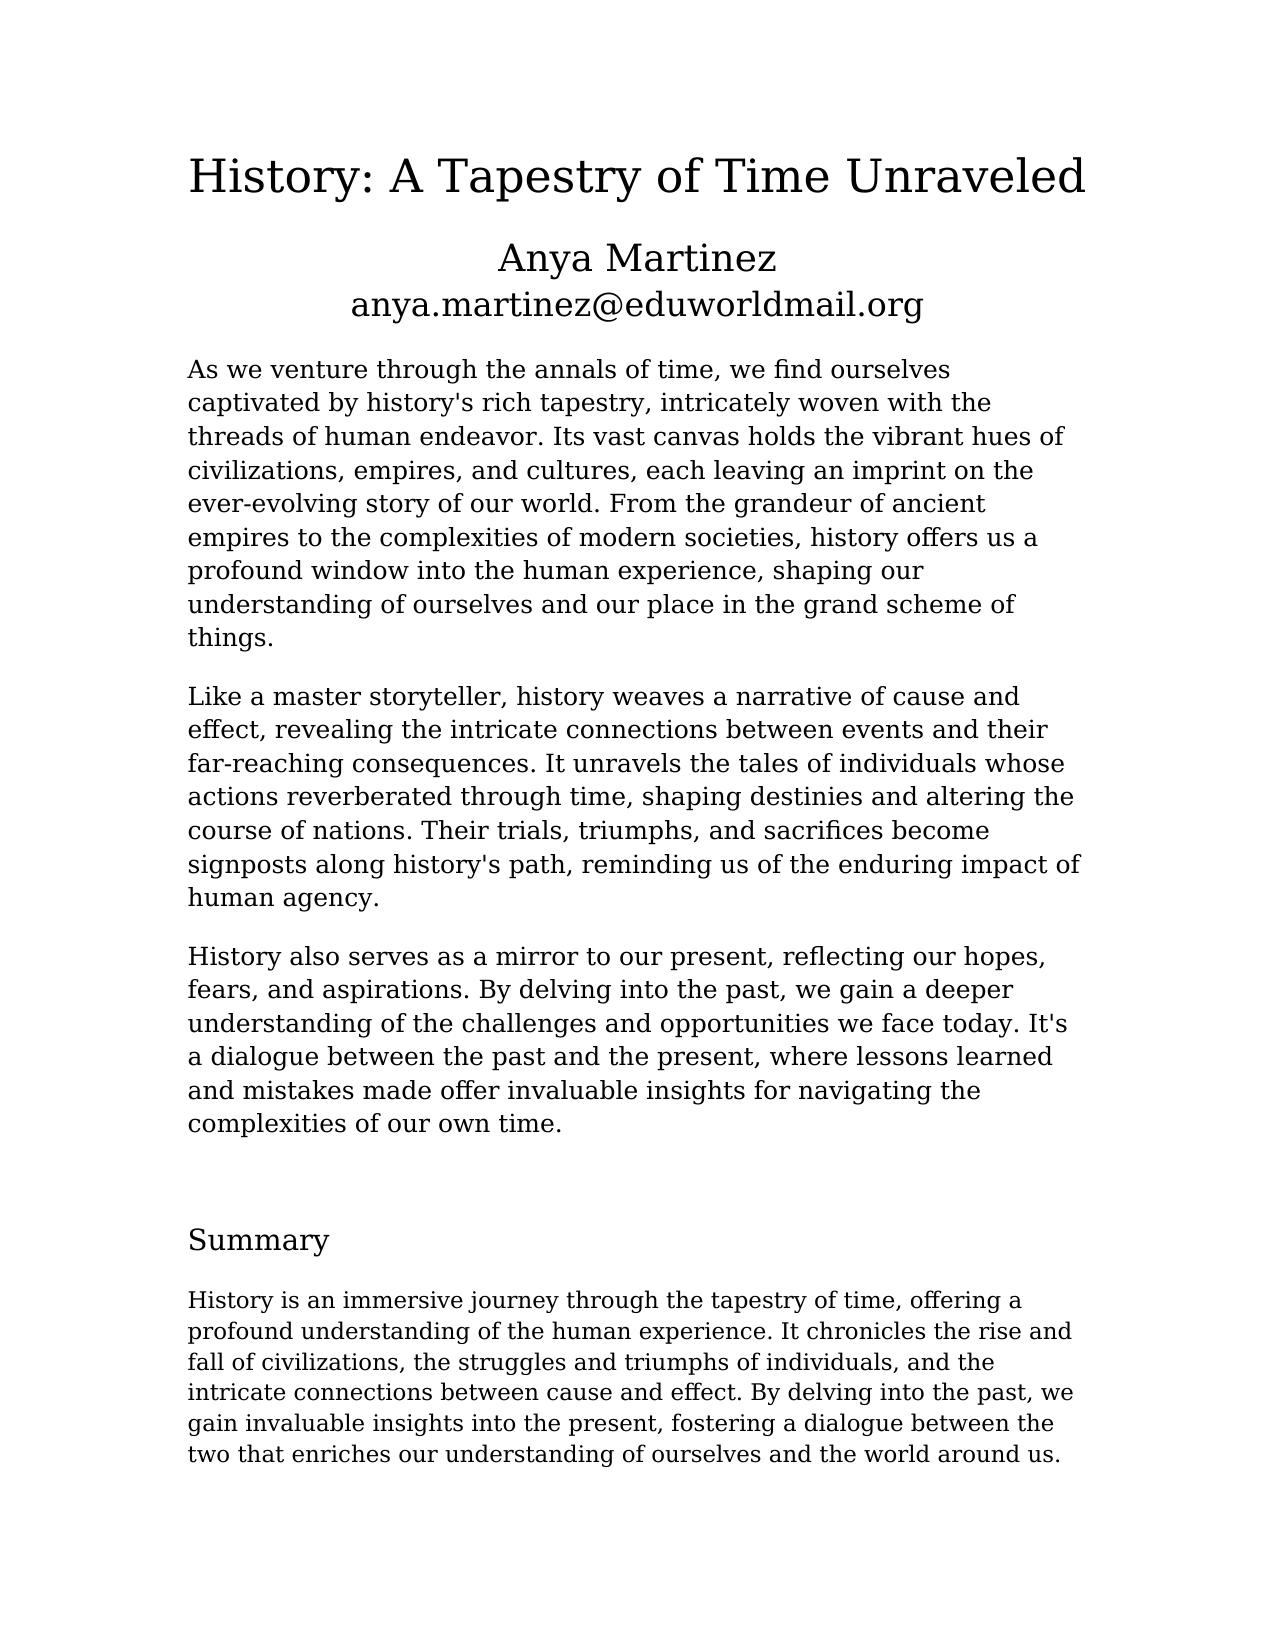 History: A Tapestry of Time Unraveled
Anya Martinez
anya.martinez@eduworldmail.org
As we venture through the annals of time, we find ourselves
captivated by history's rich tapestry, intricately woven with the
threads of human endeavor. Its vast canvas holds the vibrant hues of
civilizations, empires, and cultures, each leaving an imprint on the
ever-evolving story of our world. From the grandeur of ancient
empires to the complexities of modern societies, history offers us a
profound window into the human experience, shaping our
understanding of ourselves and our place in the grand scheme of
things.
Like a master storyteller, history weaves a narrative of cause and
effect, revealing the intricate connections between events and their
far-reaching consequences. It unravels the tales of individuals whose
actions reverberated through time, shaping destinies and altering the
course of nations. Their trials, triumphs, and sacrifices become
signposts along history's path, reminding us of the enduring impact of
human agency.
History also serves as a mirror to our present, reflecting our hopes,
fears, and aspirations. By delving into the past, we gain a deeper
understanding of the challenges and opportunities we face today. It's
a dialogue between the past and the present, where lessons learned
and mistakes made offer invaluable insights for navigating the
complexities of our own time.
Summary
History is an immersive journey through the tapestry of time, offering a
profound understanding of the human experience. It chronicles the rise and
fall of civilizations, the struggles and triumphs of individuals, and the
intricate connections between cause and effect. By delving into the past, we
gain invaluable insights into the present, fostering a dialogue between the
two that enriches our understanding of ourselves and the world around us.